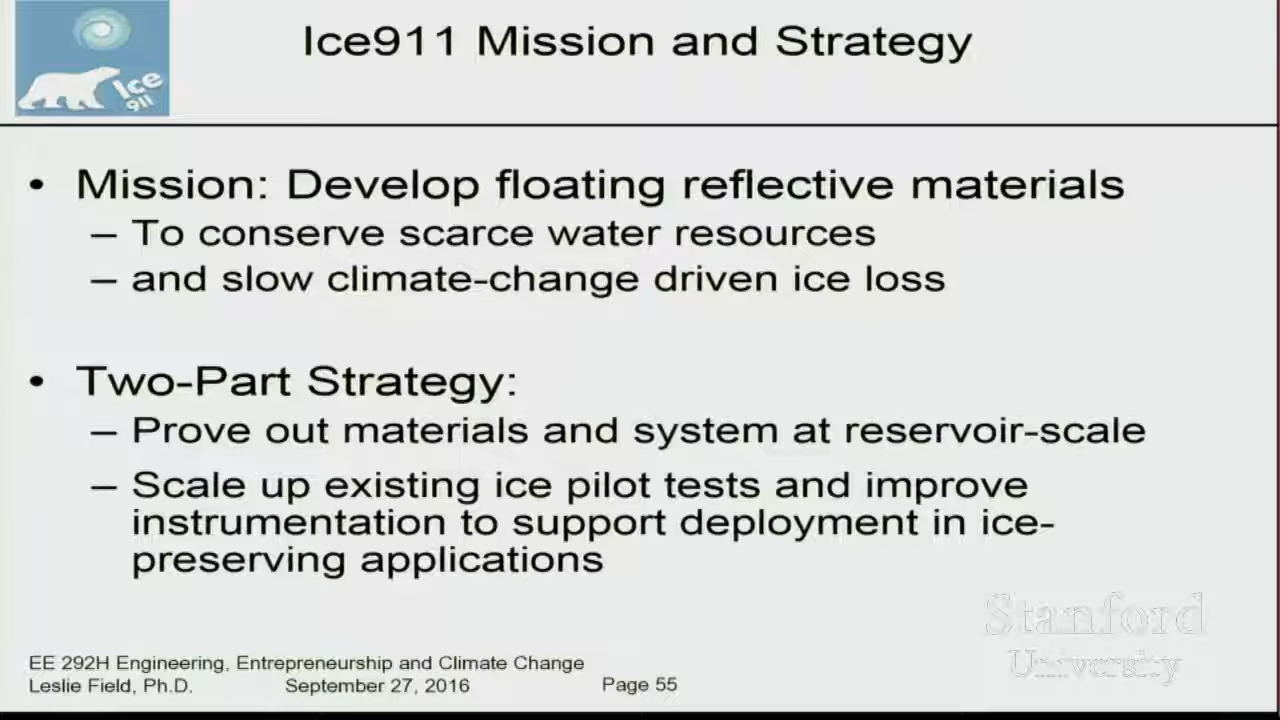 Ice911 Mission and Strategy
Ice
911
• Mission: Develop floating reflective materials
– To conserve scarce water resources
– and slow climate-change driven ice loss
• Two-Part Strategy:
– Prove out materials and system at reservoir-scale
– Scale up existing ice pilot tests and improve
instrumentation to support deployment in ice-
preserving applications
Stanford
University
EE 292H Engineering, Entrepreneurship and Climate Change
Leslie Field, Ph.D. September 27, 2016 Page 55